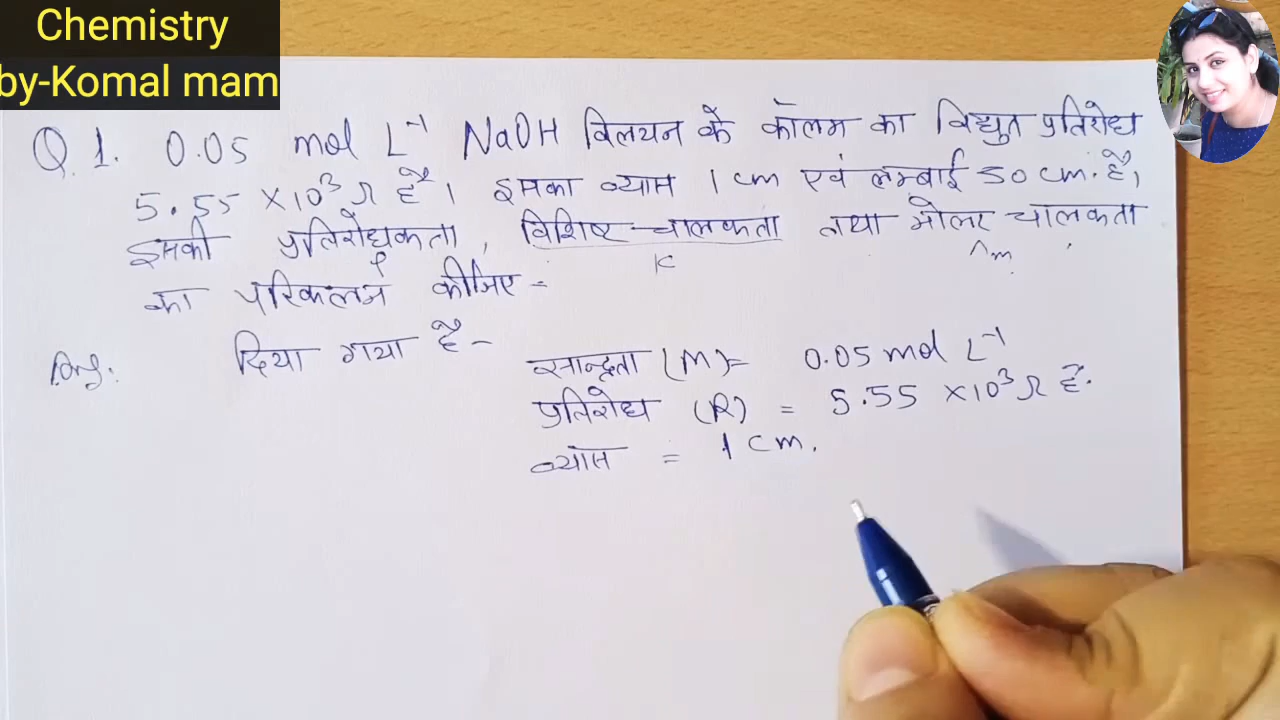 Chemistry
by-Komal mam
Q.1. 0.05 mol L⁻¹ NaOH विलयन के कॉलम का विद्युत प्रतिरोध
5.55 ×10³ Ω है। इसका व्यास 1 cm एवं लम्बाई 50 cm. है,
इसकी प्रतिरोधकता, विशिष्ट चालकता तथा मोलर चालकता
ρ K Λm
का परिकलन कीजिए -
Ans. दिया गया है-
सान्द्रता (M)= 0.05 mol L⁻¹
प्रतिरोध (R) = 5.55 ×10³ Ω है.
व्यास = 1 cm.